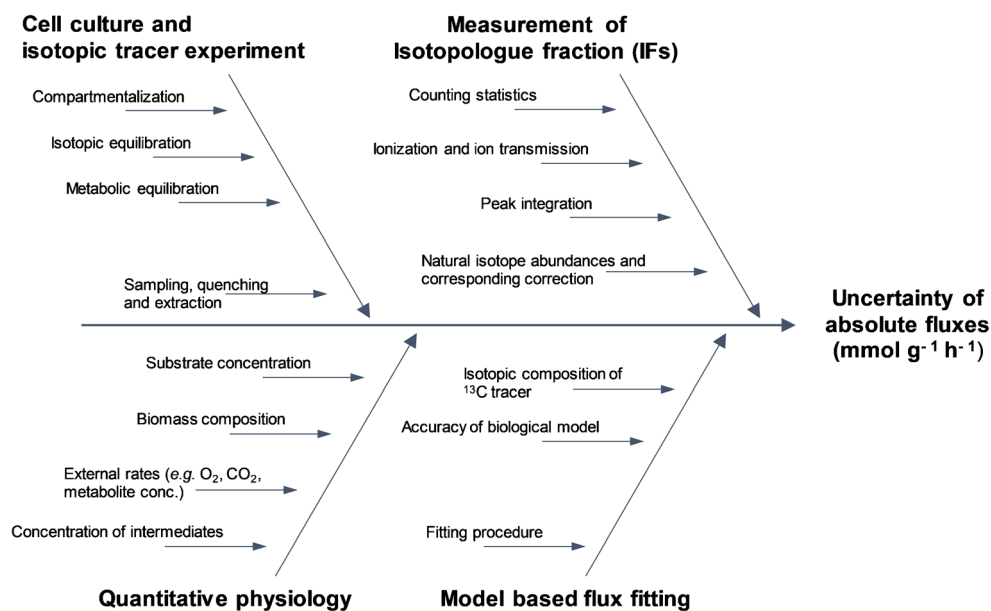 Cell culture and
isotopic tracer experiment
Compartmentalization
Isotopic equilibration
Metabolic equilibration
Sampling, quenching
and extraction
Measurement of
Isotopologue fraction (IFs)
Counting statistics
Ionization and ion transmission
Peak integration
Natural isotope abundances and
corresponding correction
Uncertainty of
absolute fluxes
(mmol g⁻¹ h⁻¹)
Substrate concentration
Biomass composition
External rates (e.g. O₂, CO₂,
metabolite conc.)
Concentration of intermediates
Quantitative physiology
Isotopic composition of
¹³C tracer
Accuracy of biological model
Fitting procedure
Model based flux fitting